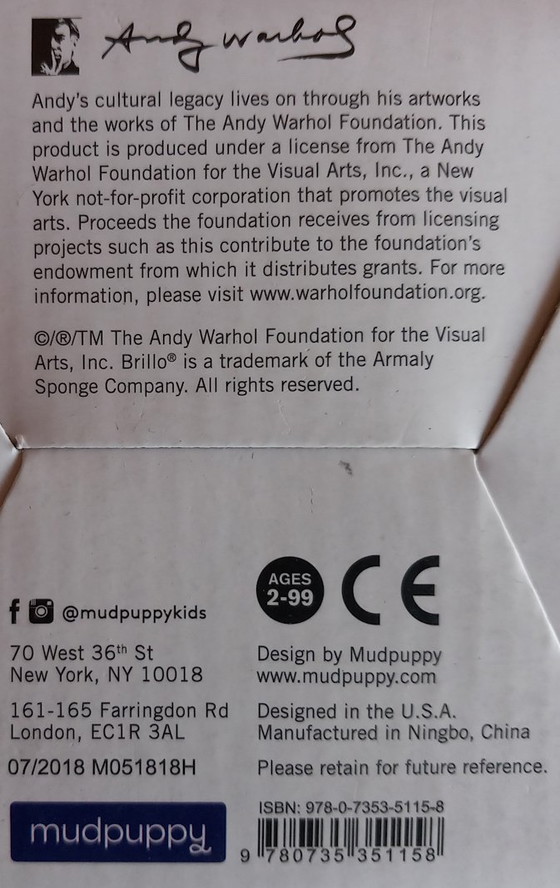 Andy Warhol
Andy's cultural legacy lives on through his artworks
and the works of The Andy Warhol Foundation. This
product is produced under a license from The Andy
Warhol Foundation for the Visual Arts, Inc., a New
York not-for-profit corporation that promotes the visual
arts. Proceeds the foundation receives from licensing
projects such as this contribute to the foundation's
endowment from which it distributes grants. For more
information, please visit www.warholfoundation.org.
©/®/TM The Andy Warhol Foundation for the Visual
Arts, Inc. Brillo® is a trademark of the Armaly
Sponge Company. All rights reserved.
AGES
2-99
CE
f @mudpuppykids
70 West 36th St
New York, NY 10018
161-165 Farringdon Rd
London, EC1R 3AL
07/2018 M051818H
mudpuppy
Design by Mudpuppy
www.mudpuppy.com
Designed in the U.S.A.
Manufactured in Ningbo, China
Please retain for future reference.
ISBN: 978-0-7353-5115-8
9 780735 351158